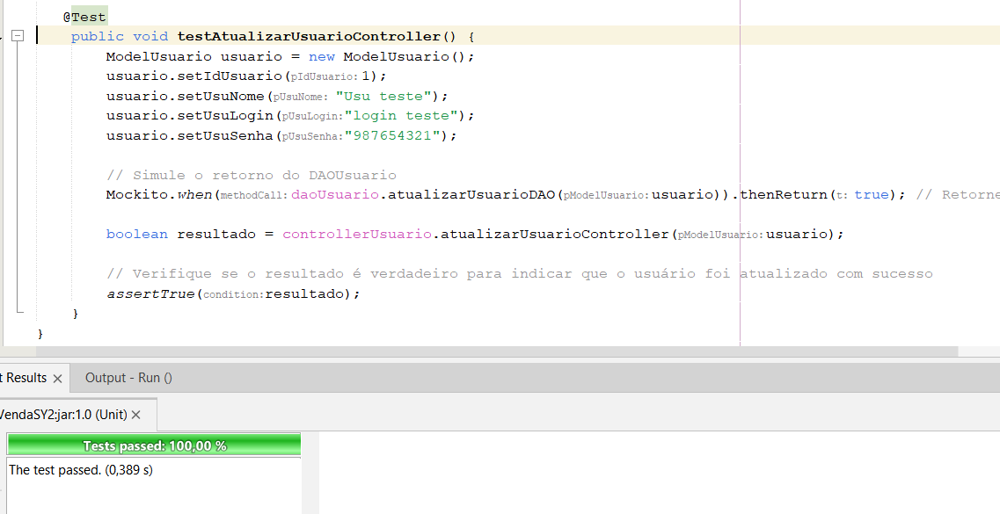 @Test
public void testAtualizarUsuarioController() {
ModelUsuario usuario = new ModelUsuario();
usuario.setIdUsuario(pIdUsuario: 1);
usuario.setUsuNome(pUsuNome: "Usu teste");
usuario.setUsuLogin(pUsuLogin: "login teste");
usuario.setUsuSenha(pUsuSenha: "987654321");
// Simule o retorno do DAOUsuario
Mockito.when(methodCall: daoUsuario.atualizarUsuarioDAO(pModelUsuario: usuario)).thenReturn(t: true); // Retorne
boolean resultado = controllerUsuario.atualizarUsuarioController(pModelUsuario: usuario);
// Verifique se o resultado é verdadeiro para indicar que o usuário foi atualizado com sucesso
assertTrue(condition: resultado);
}
}
t Results
Output - Run ()
VendaSY2:jar:1.0 (Unit)
Tests passed: 100,00 %
The test passed. (0,389 s)